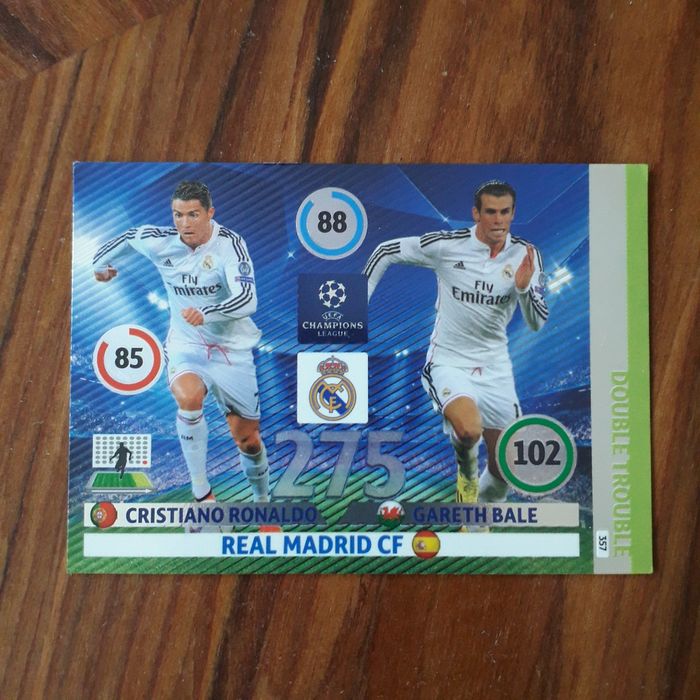 88
Fly
Emirates
Fly
Emirates
UEFA
CHAMPIONS
LEAGUE
85
275
102
CRISTIANO RONALDO
GARETH BALE
REAL MADRID CF
DOUBLE TROUBLE
357